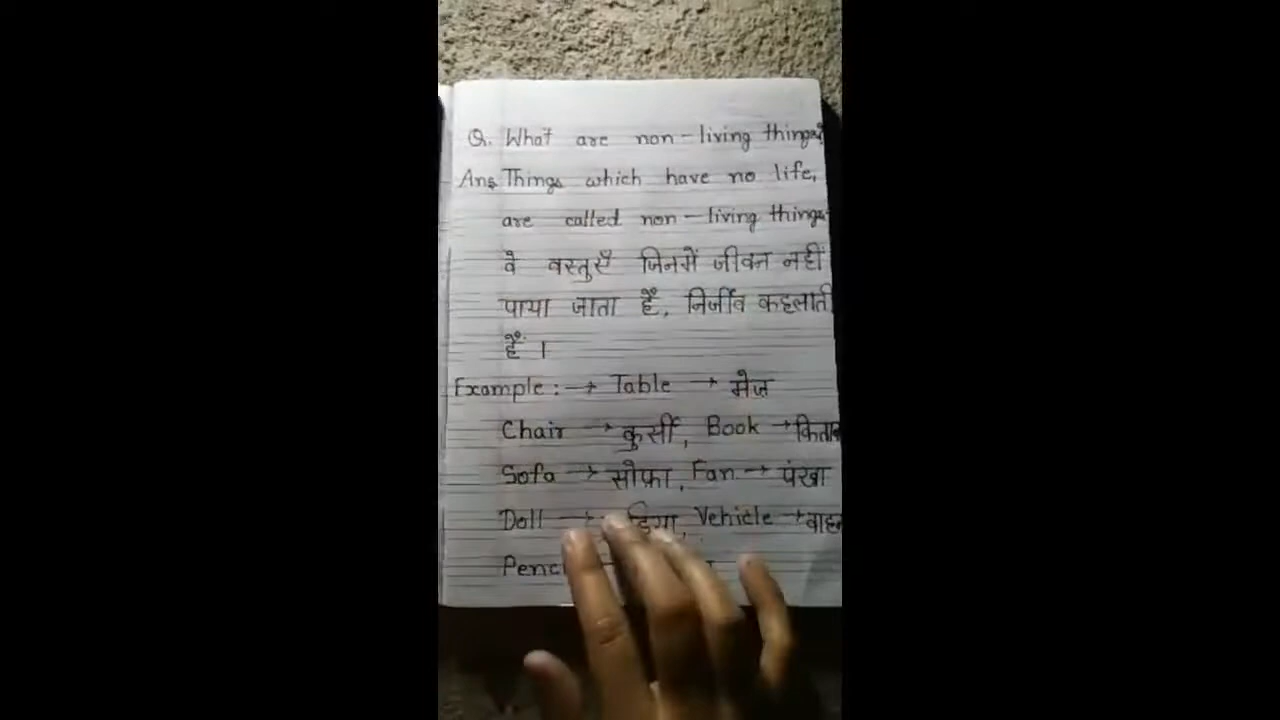 Q. What are non-living things?
Ans Things which have no life,
are called non-living things.
वे वस्तुएँ जिनमें जीवन नहीं
पाया जाता है, निर्जीव कहलाती
हैं ।
Example :→ Table → मेज़
Chair → कुर्सी, Book → किताब
Sofa → सोफ़ा, Fan → पंखा
Doll → Vehicle → वाहन